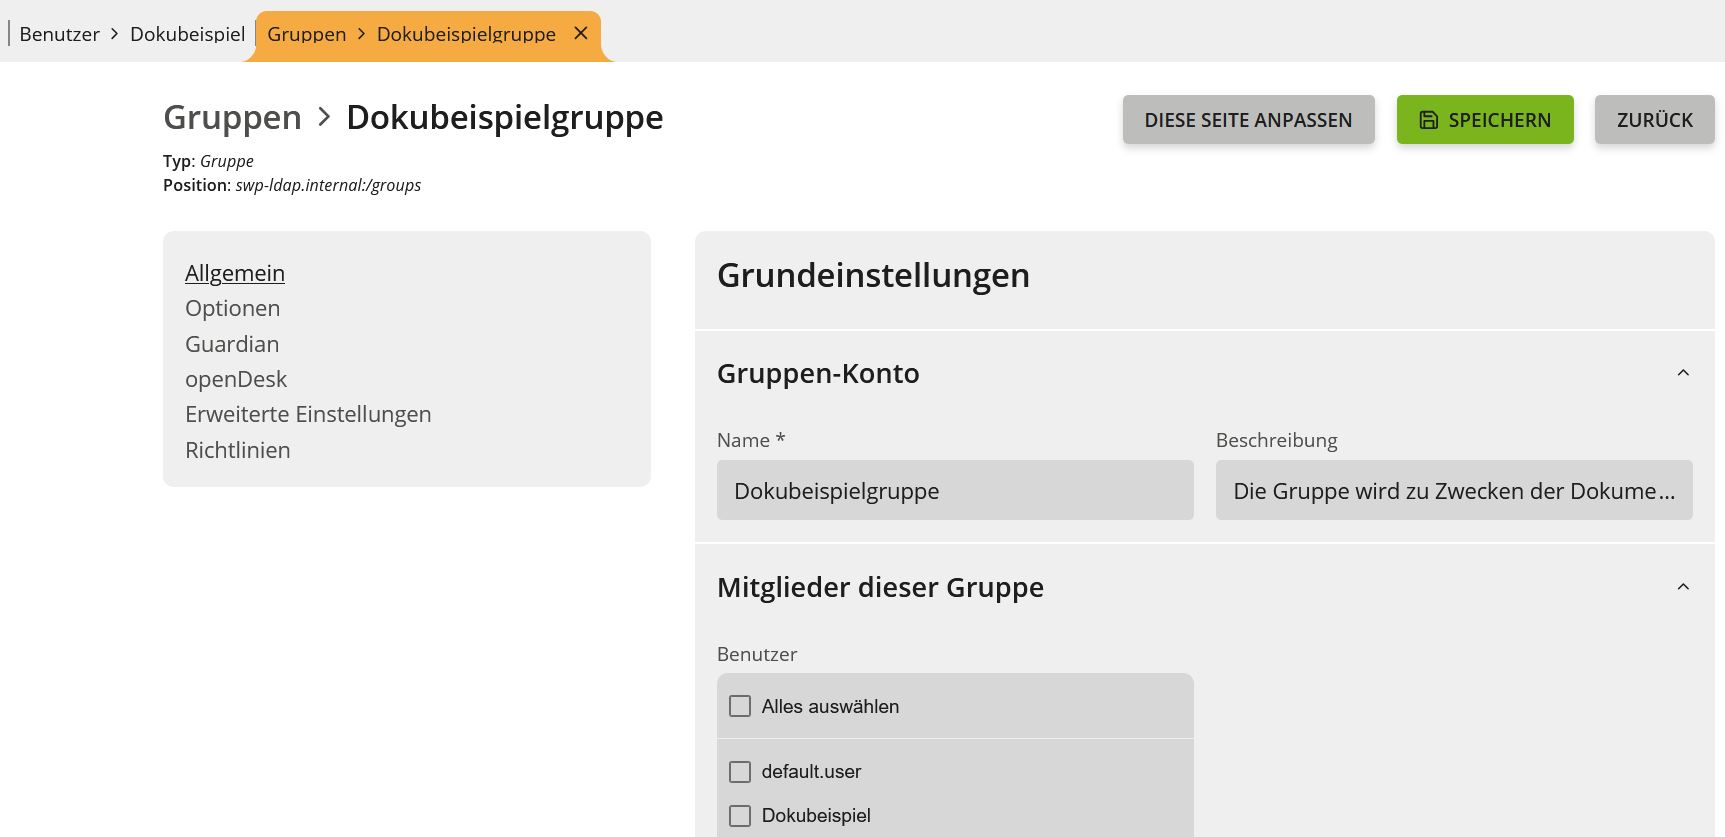 Benutzer > Dokubeispiel
Gruppen > Dokubeispielgruppe
Gruppen > Dokubeispielgruppe
DIESE SEITE ANPASSEN
SPEICHERN
ZURÜCK
Typ: Gruppe
Position: swp-ldap.internal:/groups
Allgemein
Optionen
Guardian
openDesk
Erweiterte Einstellungen
Richtlinien
Grundeinstellungen
Gruppen-Konto
Name *
Beschreibung
Dokubeispielgruppe
Die Gruppe wird zu Zwecken der Dokume...
Mitglieder dieser Gruppe
Benutzer
Alles auswählen
default.user
Dokubeispiel